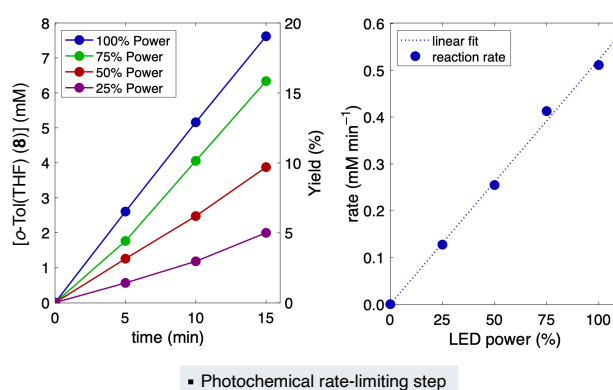 100% Power
75% Power
50% Power
25% Power
[o-Tol(THF) (8)] (mM)
8
7
6
5
4
3
2
1
0
20
15
10
5
0
Yield (%)
0 5 10 15
time (min)
linear fit
reaction rate
rate (mM min⁻¹)
0.6
0.5
0.4
0.3
0.2
0.1
0.0
0 25 50 75 100
LED power (%)
▪ Photochemical rate-limiting step